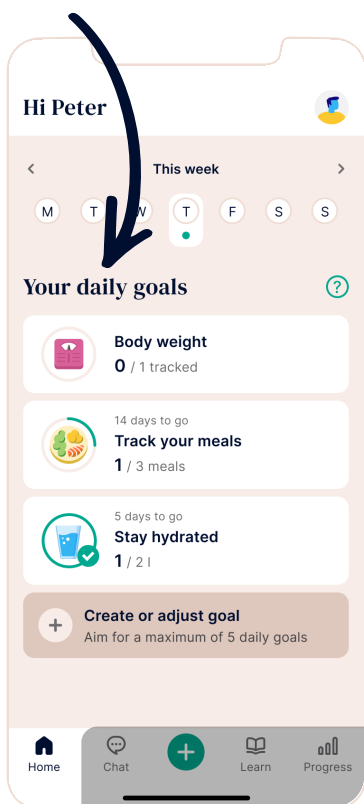 Hi Peter
This week
M T W T F S S
Your daily goals
?
Body weight
0 / 1 tracked
14 days to go
Track your meals
1 / 3 meals
5 days to go
Stay hydrated
1 / 2 l
Create or adjust goal
Aim for a maximum of 5 daily goals
Home Chat Learn Progress